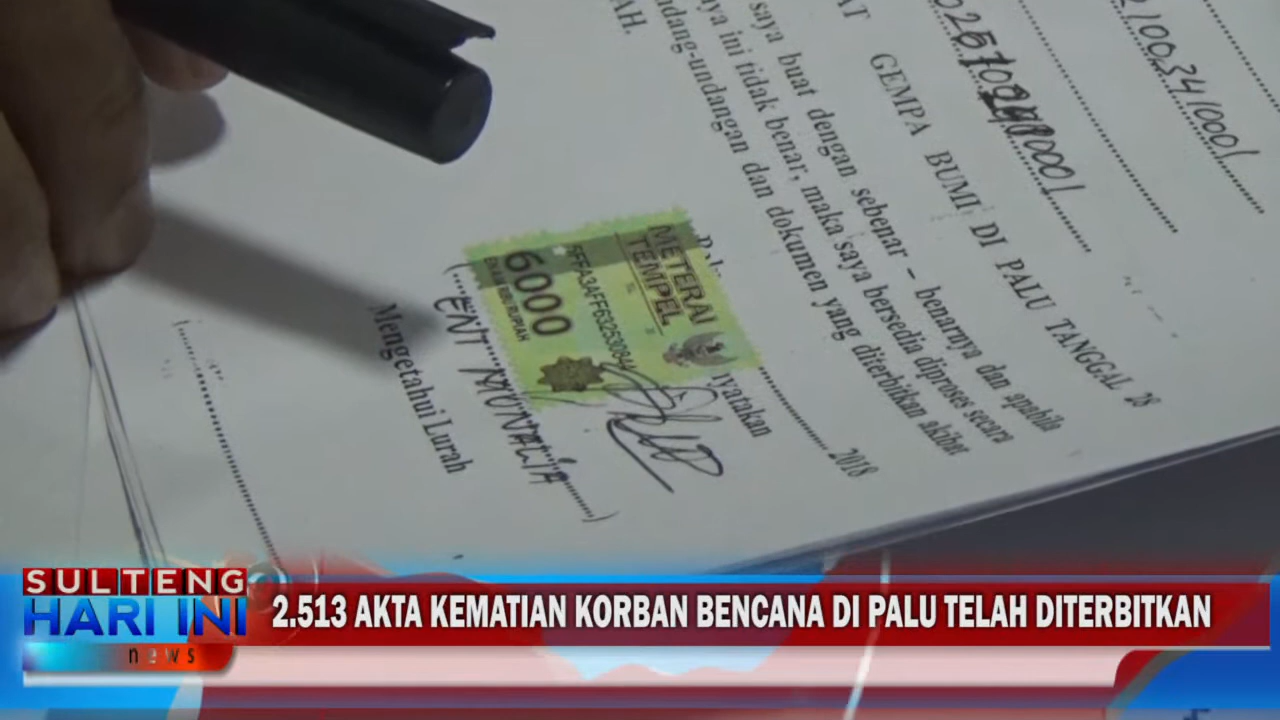 2100341001
AT GEMPA BUMI DI PALU TANGGAL 28
AH.
saya buat dengan sebenar – benarnya dan apabila
ini tidak benar, maka saya bersedia diproses secara
undang-undangan dan dokumen yang diterbitkan akibat
2018
METERAI
TEMPEL
6000
ENAM RIBU RUPIAH
Mengetahui Lurah
SULTENG
HARI INI
news
2.513 AKTA KEMATIAN KORBAN BENCANA DI PALU TELAH DITERBITKAN